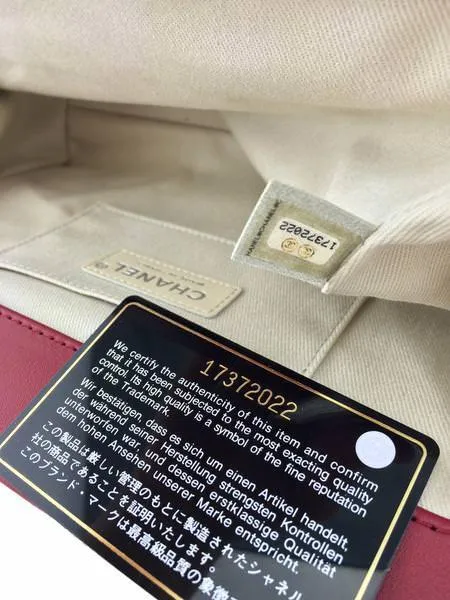 HANEL©CHANEL©C
17372022
CHANEL ®
17372022
We certify the authenticity of this item and confirm
that it has been subjected to the most exacting quality
control. Its high quality is a symbol of the fine reputation
of the Trademark.
Wir bestätigen, dass es sich um einen Artikel handelt,
der während seiner Herstellung strengsten Kontrollen
unterworfen war und dessen erstklassige Qualität
dem hohen Ansehen unserer Marke entspricht.
この製品は厳しい管理のもとに製造されたシャネル
社の商品であることを証明いたします。
このブランド・マークは最高級品質の象徴で